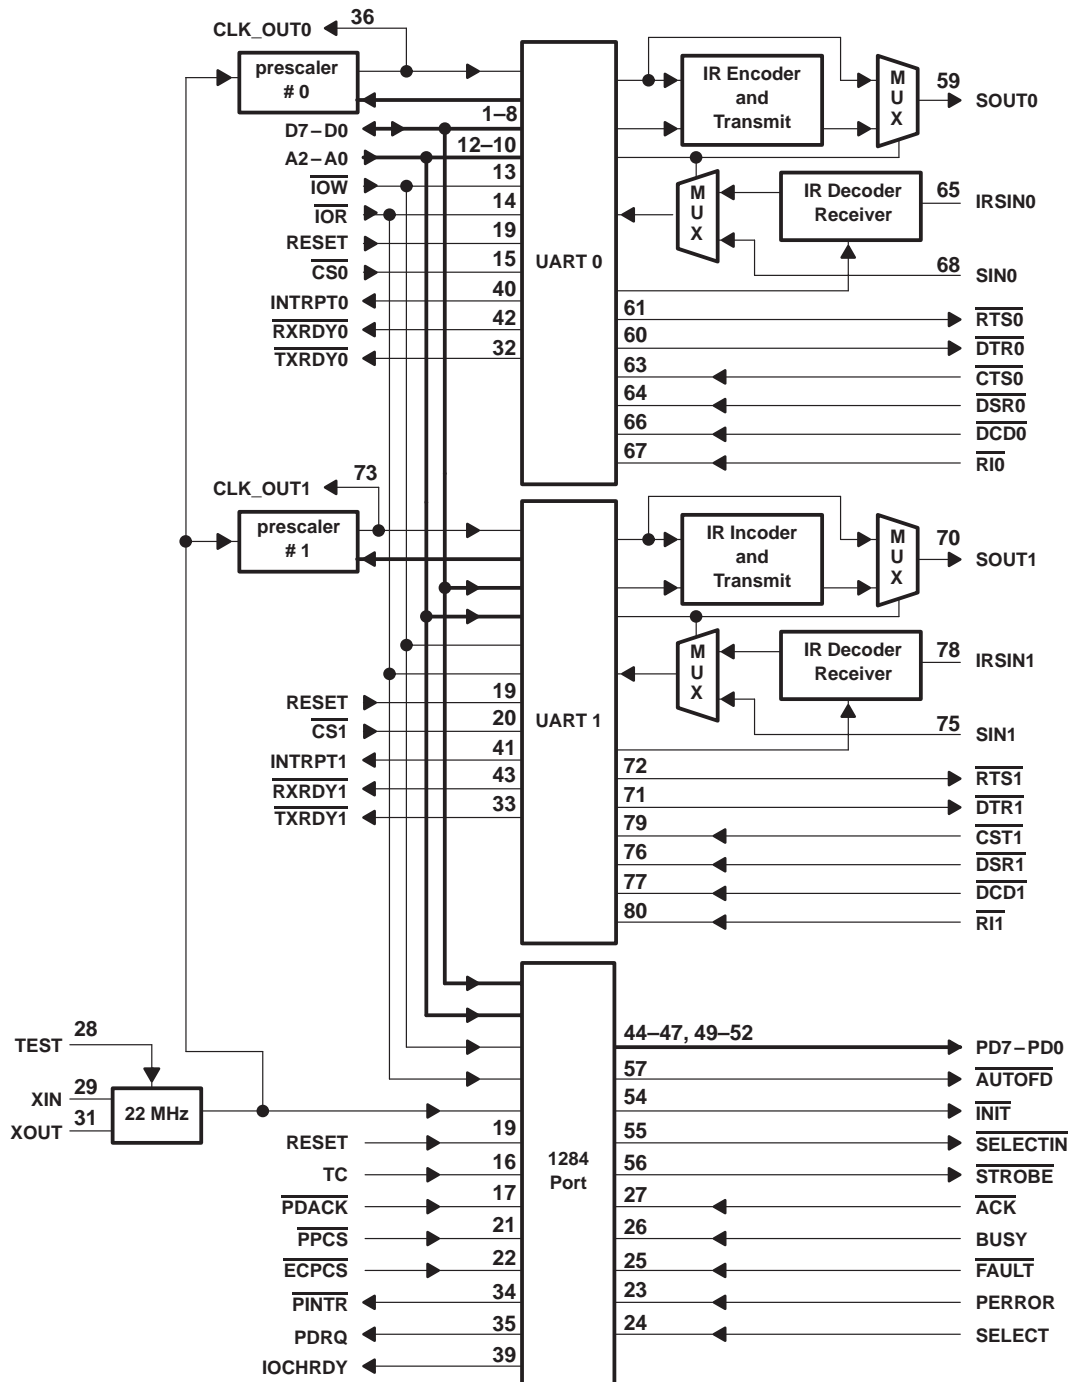 CLK_OUT0 36
prescaler
# 0
D7–D0 1–8
A2–A0 12–10
IOW 13
IOR 14
RESET 19
CS0 15
INTRPT0 40
RXRDY0 42
TXRDY0 32
UART 0
IR Encoder
and
Transmit
M
U
X
59 SOUT0
M
U
X
IR Decoder
Receiver
65 IRSIN0
68 SIN0
61 RTS0
60 DTR0
63 CTS0
64 DSR0
66 DCD0
67 RI0
CLK_OUT1 73
prescaler
# 1
RESET 19
CS1 20
INTRPT1 41
RXRDY1 43
TXRDY1 33
UART 1
IR Incoder
and
Transmit
M
U
X
70 SOUT1
M
U
X
IR Decoder
Receiver
78 IRSIN1
75 SIN1
72 RTS1
71 DTR1
79 CST1
76 DSR1
77 DCD1
80 RI1
TEST 28
XIN 29
XOUT 31
22 MHz
RESET 19
TC 16
PDACK 17
PPCS 21
ECPCS 22
PINTR 34
PDRQ 35
IOCHRDY 39
1284
Port
44–47, 49–52 PD7–PD0
57 AUTOFD
54 INIT
55 SELECTIN
56 STROBE
27 ACK
26 BUSY
25 FAULT
23 PERROR
24 SELECT